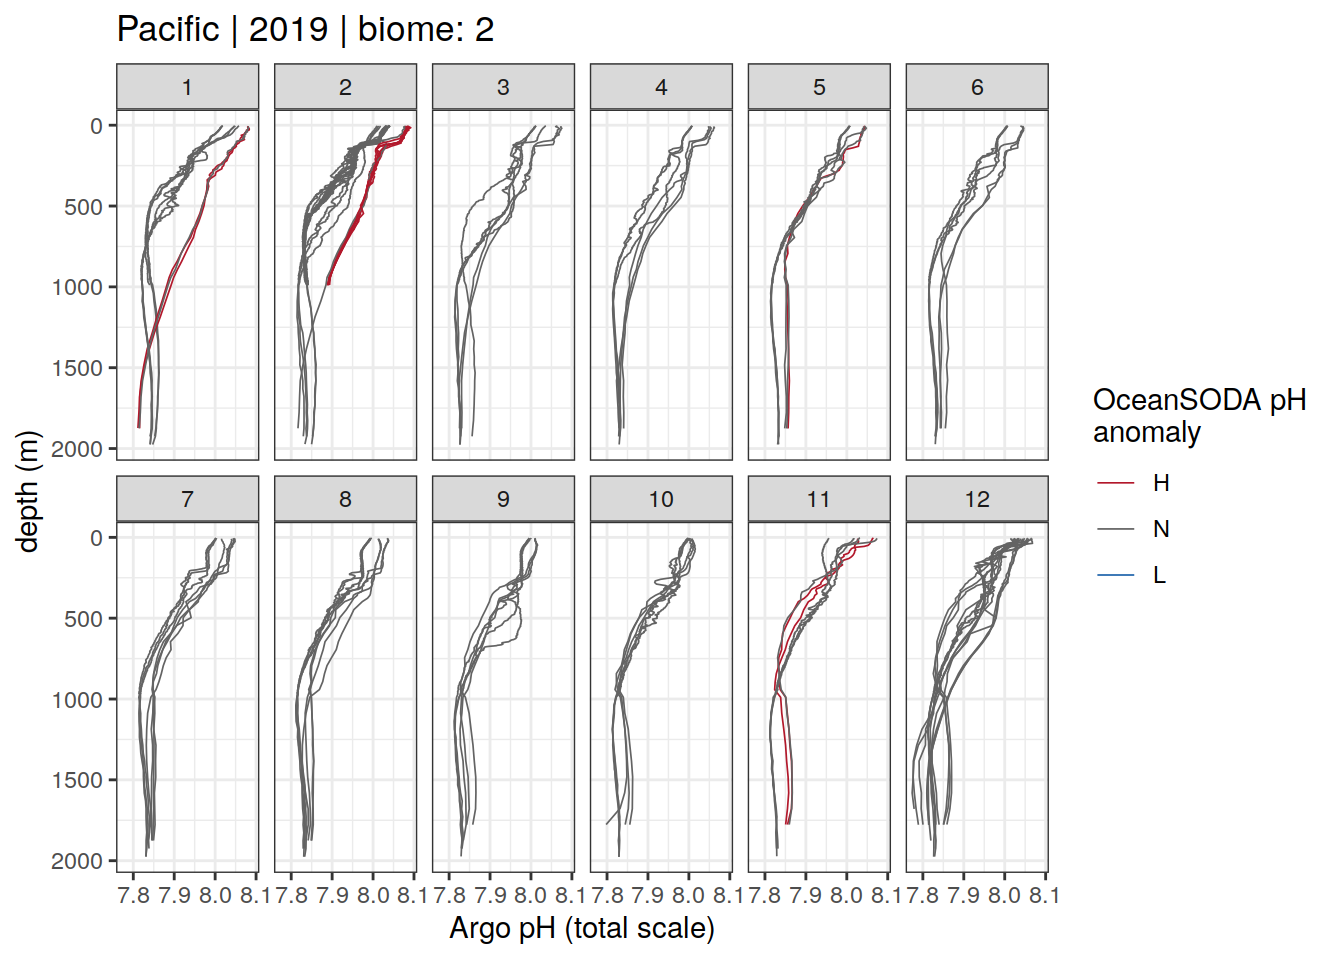 Pacific | 2019 | biome: 2
1 2 3 4 5 6
0
500
1000
1500
2000
7 8 9 10 11 12
0
500
1000
1500
2000
7.8 7.9 8.0 8.1 7.8 7.9 8.0 8.1 7.8 7.9 8.0 8.1 7.8 7.9 8.0 8.1 7.8 7.9 8.0 8.1 7.8 7.9 8.0 8.1
Argo pH (total scale)
depth (m)
OceanSODA pH
anomaly
H
N
L